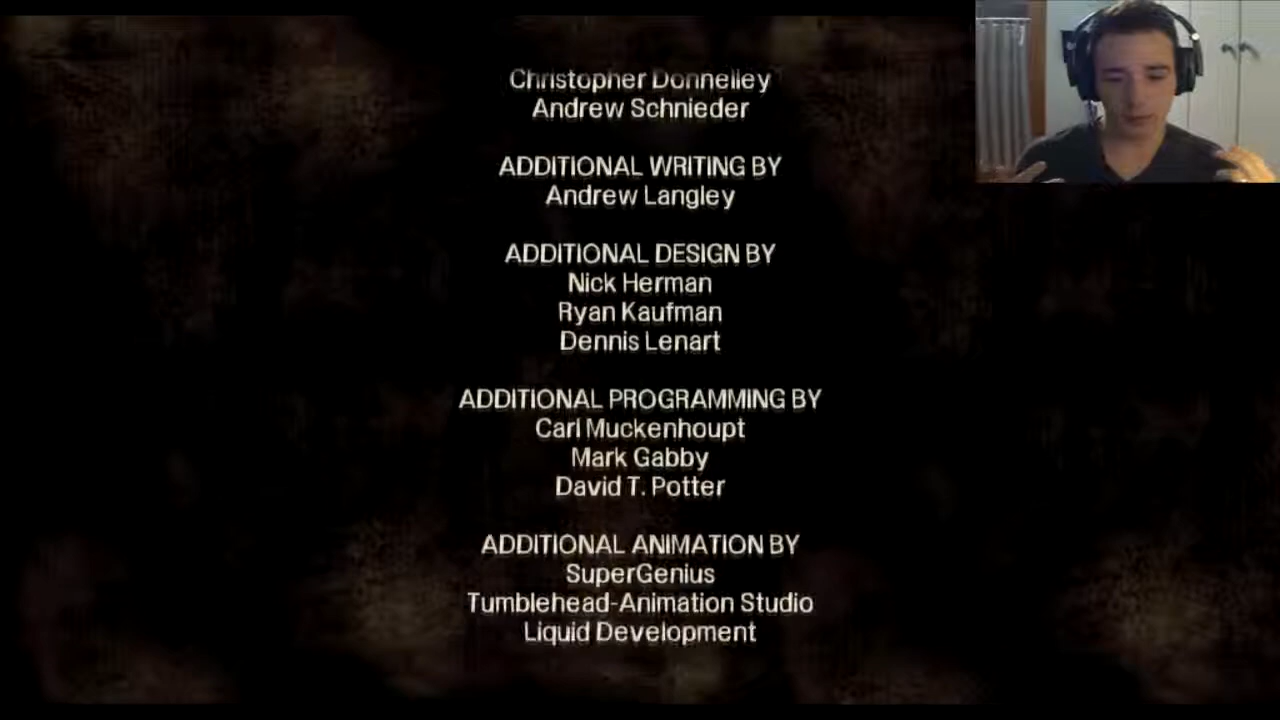 Christopher Donnelley
Andrew Schnieder
ADDITIONAL WRITING BY
Andrew Langley
ADDITIONAL DESIGN BY
Nick Herman
Ryan Kaufman
Dennis Lenart
ADDITIONAL PROGRAMMING BY
Carl Muckenhoupt
Mark Gabby
David T. Potter
ADDITIONAL ANIMATION BY
SuperGenius
Tumblehead-Animation Studio
Liquid Development